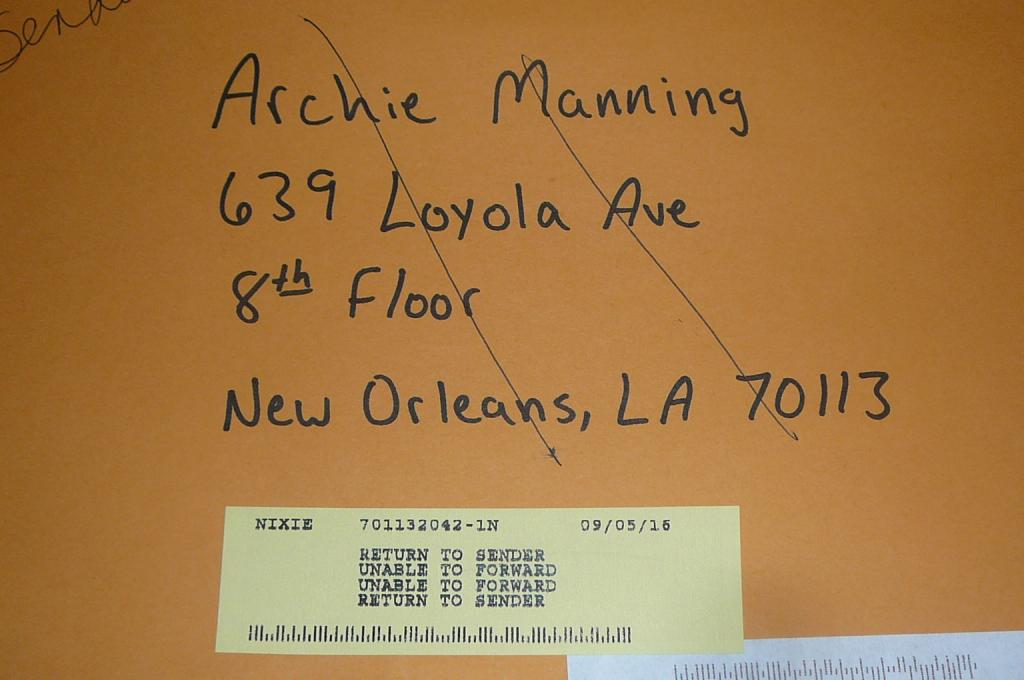 Archie Manning
639 Loyola Ave
8th Floor
New Orleans, LA 70113
NIXIE 701132042-1N 09/05/16
RETURN TO SENDER
UNABLE TO FORWARD
UNABLE TO FORWARD
RETURN TO SENDER